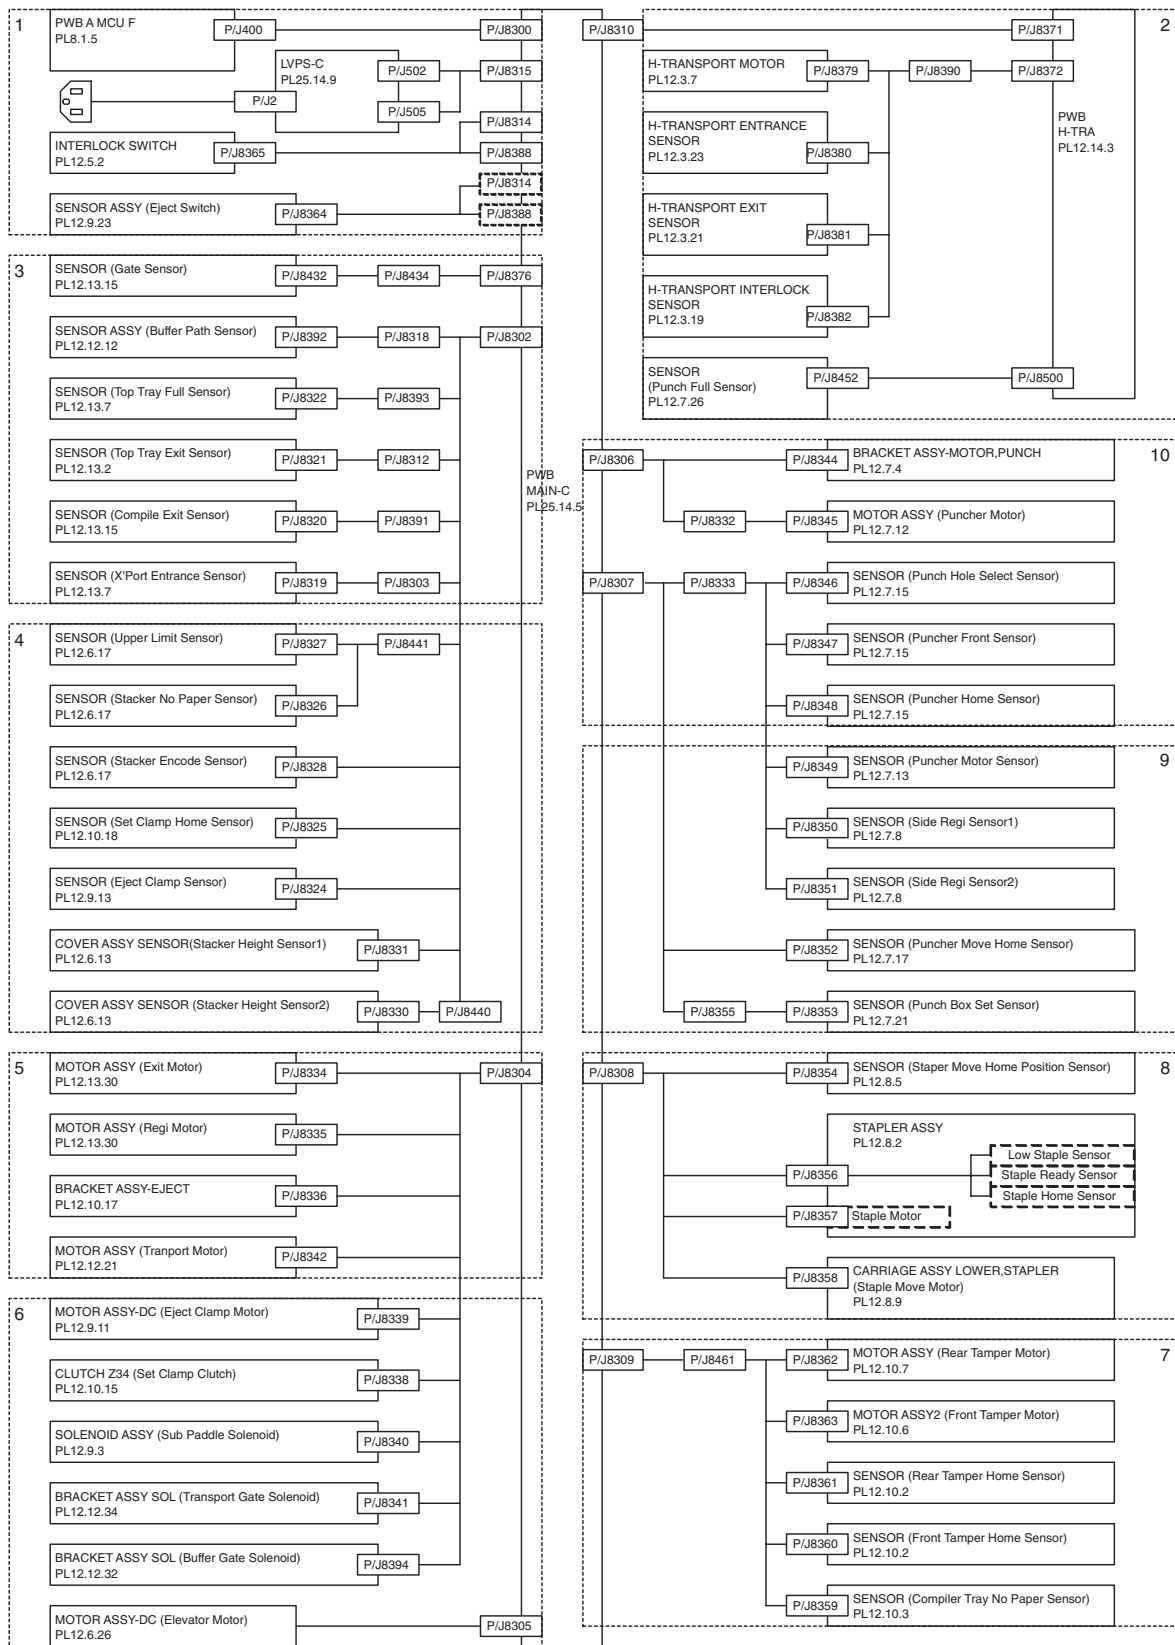 1
PWB A MCU F
PL8.1.5
P/J400
P/J8300
LVPS-C
PL25.14.9
P/J502
P/J8315
P/J2
P/J505
P/J8314
INTERLOCK SWITCH
PL12.5.2
P/J8365
P/J8388
P/J8314
SENSOR ASSY (Eject Switch)
PL12.9.23
P/J8364
P/J8388
3
SENSOR (Gate Sensor)
PL12.13.15
P/J8432
P/J8434
P/J8376
SENSOR ASSY (Buffer Path Sensor)
PL12.12.12
P/J8392
P/J8318
P/J8302
SENSOR (Top Tray Full Sensor)
PL12.13.7
P/J8322
P/J8393
SENSOR (Top Tray Exit Sensor)
PL12.13.2
P/J8321
P/J8312
PWB
MAIN-C
PL25.14.5
SENSOR (Compile Exit Sensor)
PL12.13.15
P/J8320
P/J8391
SENSOR (X'Port Entrance Sensor)
PL12.13.7
P/J8319
P/J8303
4
SENSOR (Upper Limit Sensor)
PL12.6.17
P/J8327
P/J8441
SENSOR (Stacker No Paper Sensor)
PL12.6.17
P/J8326
SENSOR (Stacker Encode Sensor)
PL12.6.17
P/J8328
SENSOR (Set Clamp Home Sensor)
PL12.10.18
P/J8325
SENSOR (Eject Clamp Sensor)
PL12.9.13
P/J8324
COVER ASSY SENSOR(Stacker Height Sensor1)
PL12.6.13
P/J8331
COVER ASSY SENSOR (Stacker Height Sensor2)
PL12.6.13
P/J8330
P/J8440
5
MOTOR ASSY (Exit Motor)
PL12.13.30
P/J8334
P/J8304
MOTOR ASSY (Regi Motor)
PL12.13.30
P/J8335
BRACKET ASSY-EJECT
PL12.10.17
P/J8336
MOTOR ASSY (Tranport Motor)
PL12.12.21
P/J8342
6
MOTOR ASSY-DC (Eject Clamp Motor)
PL12.9.11
P/J8339
CLUTCH Z34 (Set Clamp Clutch)
PL12.10.15
P/J8338
SOLENOID ASSY (Sub Paddle Solenoid)
PL12.9.3
P/J8340
BRACKET ASSY SOL (Transport Gate Solenoid)
PL12.12.34
P/J8341
BRACKET ASSY SOL (Buffer Gate Solenoid)
PL12.12.32
P/J8394
MOTOR ASSY-DC (Elevator Motor)
PL12.6.26
P/J8305
2
P/J8310
P/J8371
H-TRANSPORT MOTOR
PL12.3.7
P/J8379
P/J8390
P/J8372
PWB
H-TRA
PL12.14.3
H-TRANSPORT ENTRANCE
SENSOR
PL12.3.23
P/J8380
H-TRANSPORT EXIT
SENSOR
PL12.3.21
P/J8381
H-TRANSPORT INTERLOCK
SENSOR
PL12.3.19
P/J8382
SENSOR
(Punch Full Sensor)
PL12.7.26
P/J8452
P/J8500
10
P/J8306
P/J8344
BRACKET ASSY-MOTOR,PUNCH
PL12.7.4
P/J8332
P/J8345
MOTOR ASSY (Puncher Motor)
PL12.7.12
P/J8307
P/J8333
P/J8346
SENSOR (Punch Hole Select Sensor)
PL12.7.15
P/J8347
SENSOR (Puncher Front Sensor)
PL12.7.15
P/J8348
SENSOR (Puncher Home Sensor)
PL12.7.15
9
P/J8349
SENSOR (Puncher Motor Sensor)
PL12.7.13
P/J8350
SENSOR (Side Regi Sensor1)
PL12.7.8
P/J8351
SENSOR (Side Regi Sensor2)
PL12.7.8
P/J8352
SENSOR (Puncher Move Home Sensor)
PL12.7.17
P/J8355
P/J8353
SENSOR (Punch Box Set Sensor)
PL12.7.21
8
P/J8308
P/J8354
SENSOR (Staper Move Home Position Sensor)
PL12.8.5
STAPLER ASSY
PL12.8.2
Low Staple Sensor
P/J8356
Staple Ready Sensor
Staple Home Sensor
P/J8357
Staple Motor
P/J8358
CARRIAGE ASSY LOWER,STAPLER
(Staple Move Motor)
PL12.8.9
7
P/J8309
P/J8461
P/J8362
MOTOR ASSY (Rear Tamper Motor)
PL12.10.7
P/J8363
MOTOR ASSY2 (Front Tamper Motor)
PL12.10.6
P/J8361
SENSOR (Rear Tamper Home Sensor)
PL12.10.2
P/J8360
SENSOR (Front Tamper Home Sensor)
PL12.10.2
P/J8359
SENSOR (Compiler Tray No Paper Sensor)
PL12.10.3